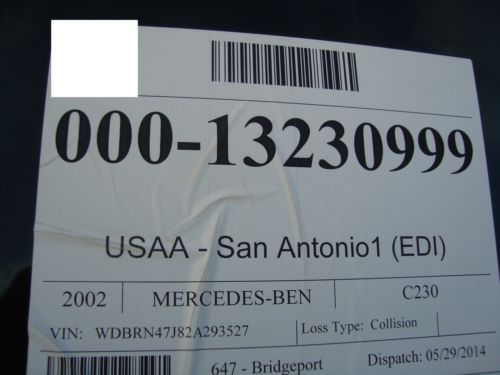 000-13230999
USAA - San Antonio1 (EDI)
2002 MERCEDES-BEN C230
VIN: WDBRN47J82A293527 Loss Type: Collision
647 - Bridgeport Dispatch: 05/29/2014